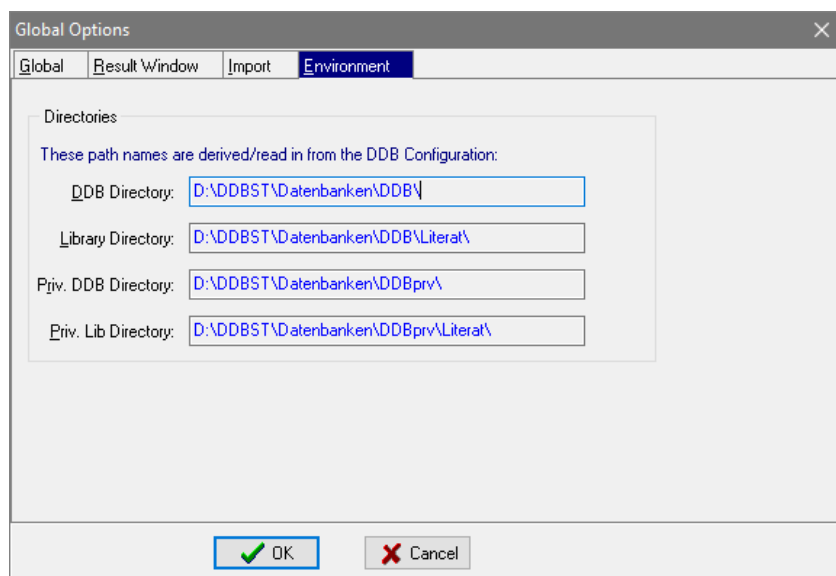 Global Options
Global Result Window Import Environment
Directories
These path names are derived/read in from the DDB Configuration:
DDB Directory: D:\DDBST\Datenbanken\DDB\
Library Directory: D:\DDBST\Datenbanken\DDB\Literat\
Priv. DDB Directory: D:\DDBST\Datenbanken\DDBprv\
Priv. Lib Directory: D:\DDBST\Datenbanken\DDBprv\Literat\
OK Cancel